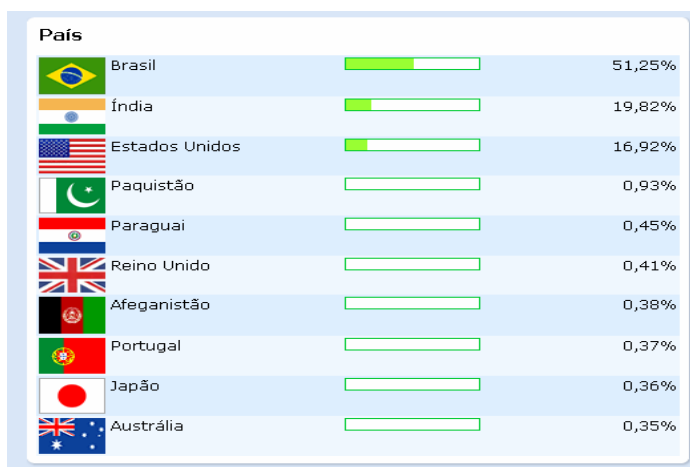 País
Brasil 51,25%
Índia 19,82%
Estados Unidos 16,92%
Paquistão 0,93%
Paraguai 0,45%
Reino Unido 0,41%
Afeganistão 0,38%
Portugal 0,37%
Japão 0,36%
Austrália 0,35%